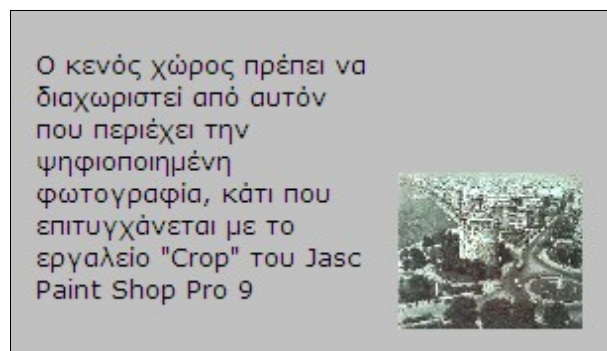 Ο κενός χώρος πρέπει να
διαχωριστεί από αυτόν
που περιέχει την
ψηφιοποιημένη
φωτογραφία, κάτι που
επιτυγχάνεται με το
εργαλείο "Crop" του Jasc
Paint Shop Pro 9